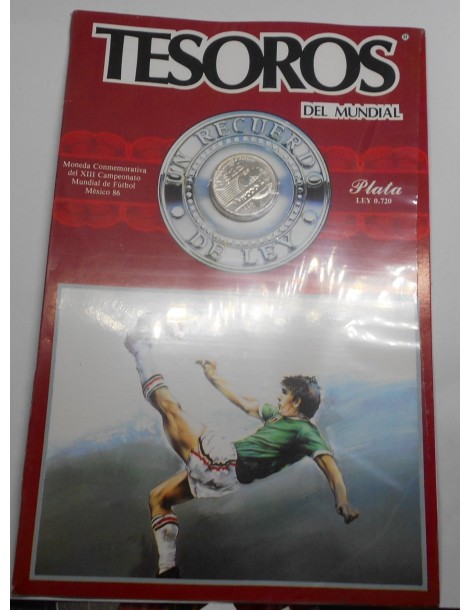 TESOROS
DEL MUNDIAL
UN RECUERDO
DE LEY
Moneda Conmemorativa
del XIII Campeonato
Mundial de Fútbol
México 86
Plata
LEY 0.720